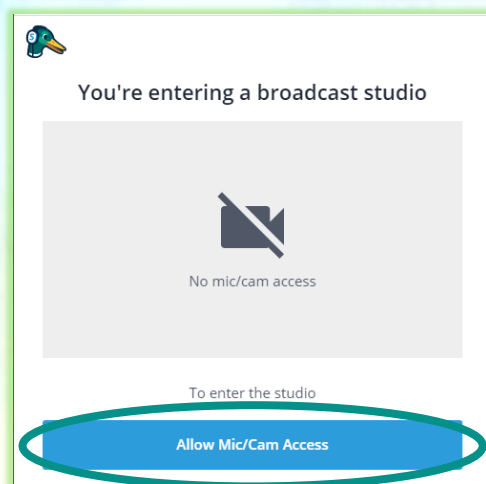 You're entering a broadcast studio
No mic/cam access
To enter the studio
Allow Mic/Cam Access